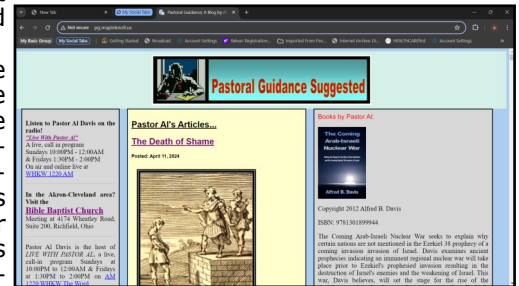 New Tab
My Social Tabs
Pastoral Guidance: A Blog by A
Not secure pg.mapleknoll.us
My Basic Group
My Social Tabs
Getting Started
Broadcast
Account Settings
Yahoo! Registration...
Imported From Fire...
Internet Archive Di...
HEALTHCAREfind
Account Settings
Pastoral Guidance Suggested
Listen to Pastor Al Davis on the
radio!
"Live With Pastor Al"
A live, call in program
Sundays 10:00PM - 12:00AM
& Fridays 1:30PM - 2:00PM
On air and online live at
WHKW 1220 AM
In the Akron-Cleveland area?
Visit the
Bible Baptist Church
Meeting at 4174 Wheatley Road,
Suite 200, Richfield, Ohio
Pastor Al Davis is the host of
LIVE WITH PASTOR AL, a live,
call-in program Sundays at
10:00PM to 12:00AM & Fridays
at 1:30PM to 2:00PM on AM
1220 WHKW The Word
Pastor Al's Articles...
The Death of Shame
Posted: April 11, 2024
Books by Pastor Al:
The Coming
Arab-Israeli
Nuclear War
Alfred B. Davis
Copyright 2012 Alfred B. Davis
ISBN: 9781301899944
The Coming Arab-Israeli Nuclear War seeks to explain why
certain nations are not mentioned in the Ezekiel 38 prophecy of a
coming invasion invasion of Israel. Davis examines ancient
prophecies indicating an imminent regional nuclear war will take
place prior to Ezekiel's prophesied invasion resulting in the
destruction of Israel's enemies and the weakening of Israel. This
war, Davis believes, will set the stage for the rise of the